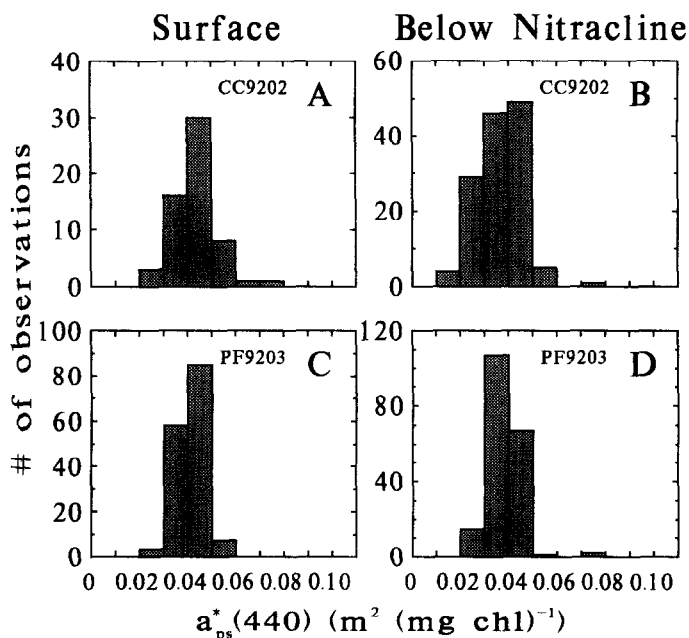 Surface
Below Nitracline
# of observations
40
30
20
10
0
CC9202
A
60
40
20
0
CC9202
B
100
80
60
40
20
0
PF9203
C
120
80
40
0
PF9203
D
0 0.02 0.04 0.06 0.08 0.10
0 0.02 0.04 0.06 0.08 0.10
a*ps(440) (m² (mg chl)⁻¹)